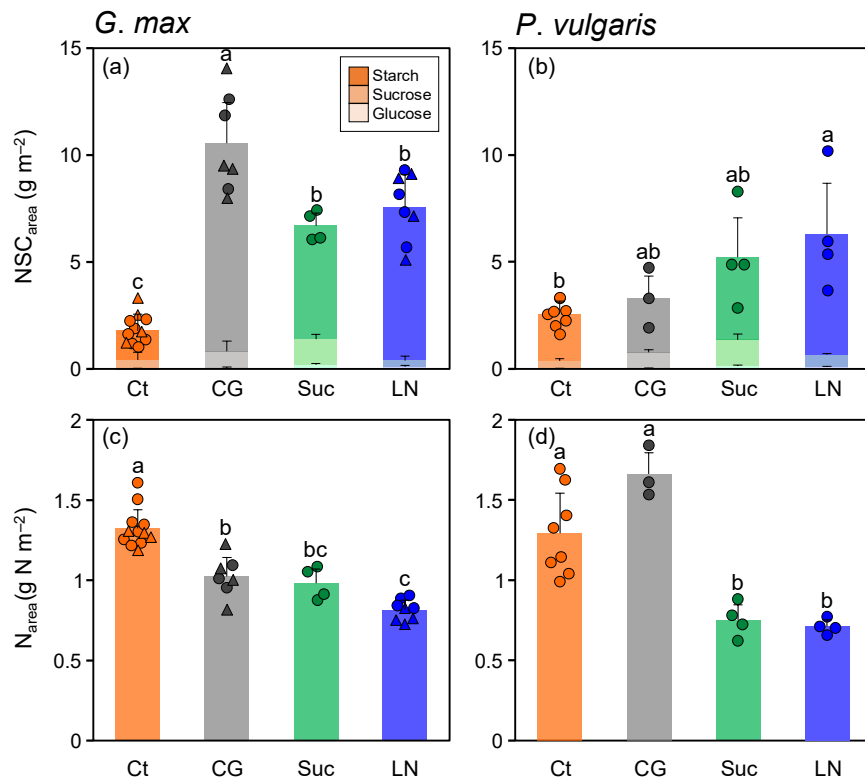 G. max
P. vulgaris
(a)
Starch
Sucrose
Glucose
NSCarea (g m−2)
15
10
5
0
a
b
b
c
Ct
CG
Suc
LN
(b)
15
10
5
0
a
ab
ab
b
Ct
CG
Suc
LN
(c)
Narea(g N m−2)
2
1.5
1
0.5
0
a
b
bc
c
Ct
CG
Suc
LN
(d)
2
1.5
1
0.5
0
a
a
b
b
Ct
CG
Suc
LN